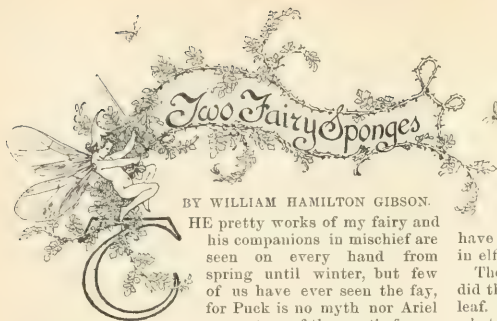 Two Fairy Sponges
BY WILLIAM HAMILTON GIBSON.
THE pretty works of my fairy and
his companions in mischief are
seen on every hand from
spring until winter, but few
of us have ever seen the fay,
for Puck is no myth nor Ariel
have
in elf
The
did th
leaf.